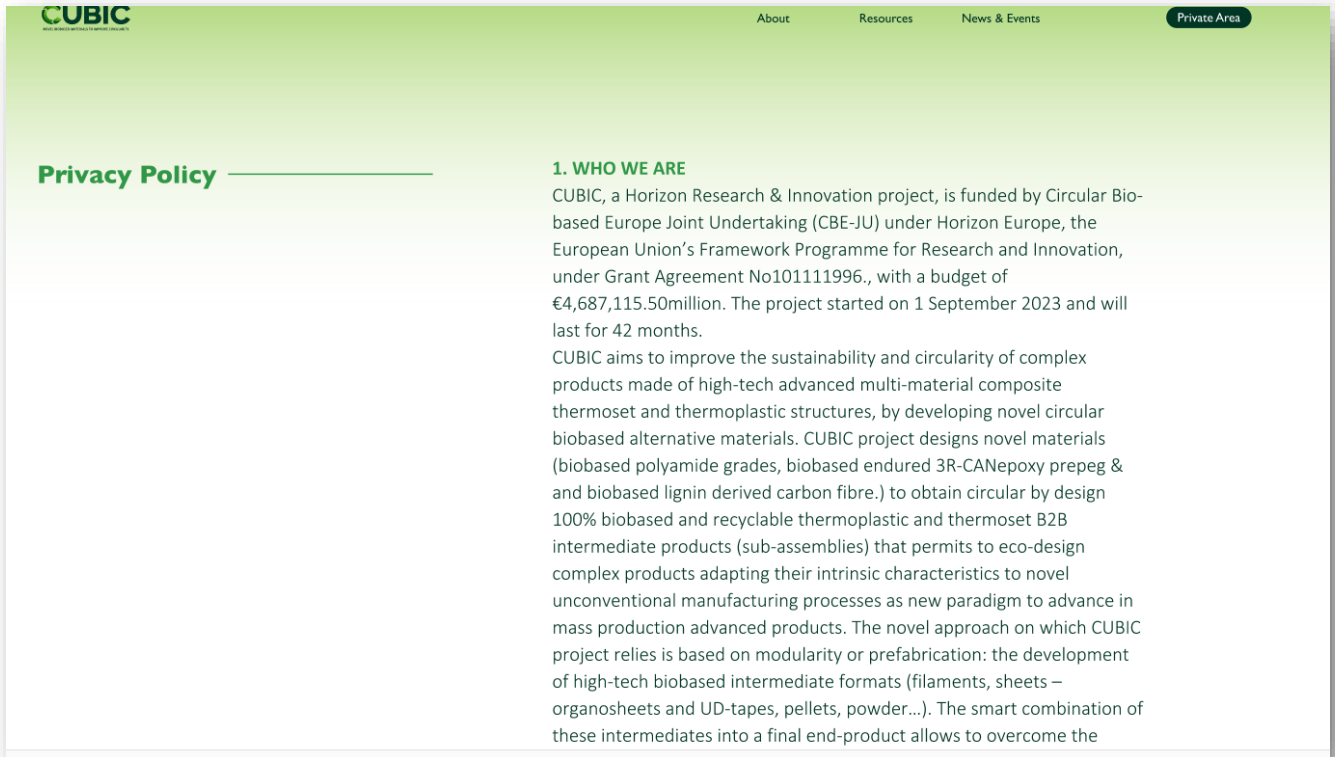 CUBIC
NOVEL BIOBASED MATERIALS TO IMPROVE CIRCULARITY
About
Resources
News & Events
Private Area
Privacy Policy
1. WHO WE ARE
CUBIC, a Horizon Research & Innovation project, is funded by Circular Bio-
based Europe Joint Undertaking (CBE-JU) under Horizon Europe, the
European Union’s Framework Programme for Research and Innovation,
under Grant Agreement No101111996., with a budget of
€4,687,115.50million. The project started on 1 September 2023 and will
last for 42 months.
CUBIC aims to improve the sustainability and circularity of complex
products made of high-tech advanced multi-material composite
thermoset and thermoplastic structures, by developing novel circular
biobased alternative materials. CUBIC project designs novel materials
(biobased polyamide grades, biobased endured 3R-CANepoxy prepeg &
and biobased lignin derived carbon fibre.) to obtain circular by design
100% biobased and recyclable thermoplastic and thermoset B2B
intermediate products (sub-assemblies) that permits to eco-design
complex products adapting their intrinsic characteristics to novel
unconventional manufacturing processes as new paradigm to advance in
mass production advanced products. The novel approach on which CUBIC
project relies is based on modularity or prefabrication: the development
of high-tech biobased intermediate formats (filaments, sheets –
organosheets and UD-tapes, pellets, powder…). The smart combination of
these intermediates into a final end-product allows to overcome the